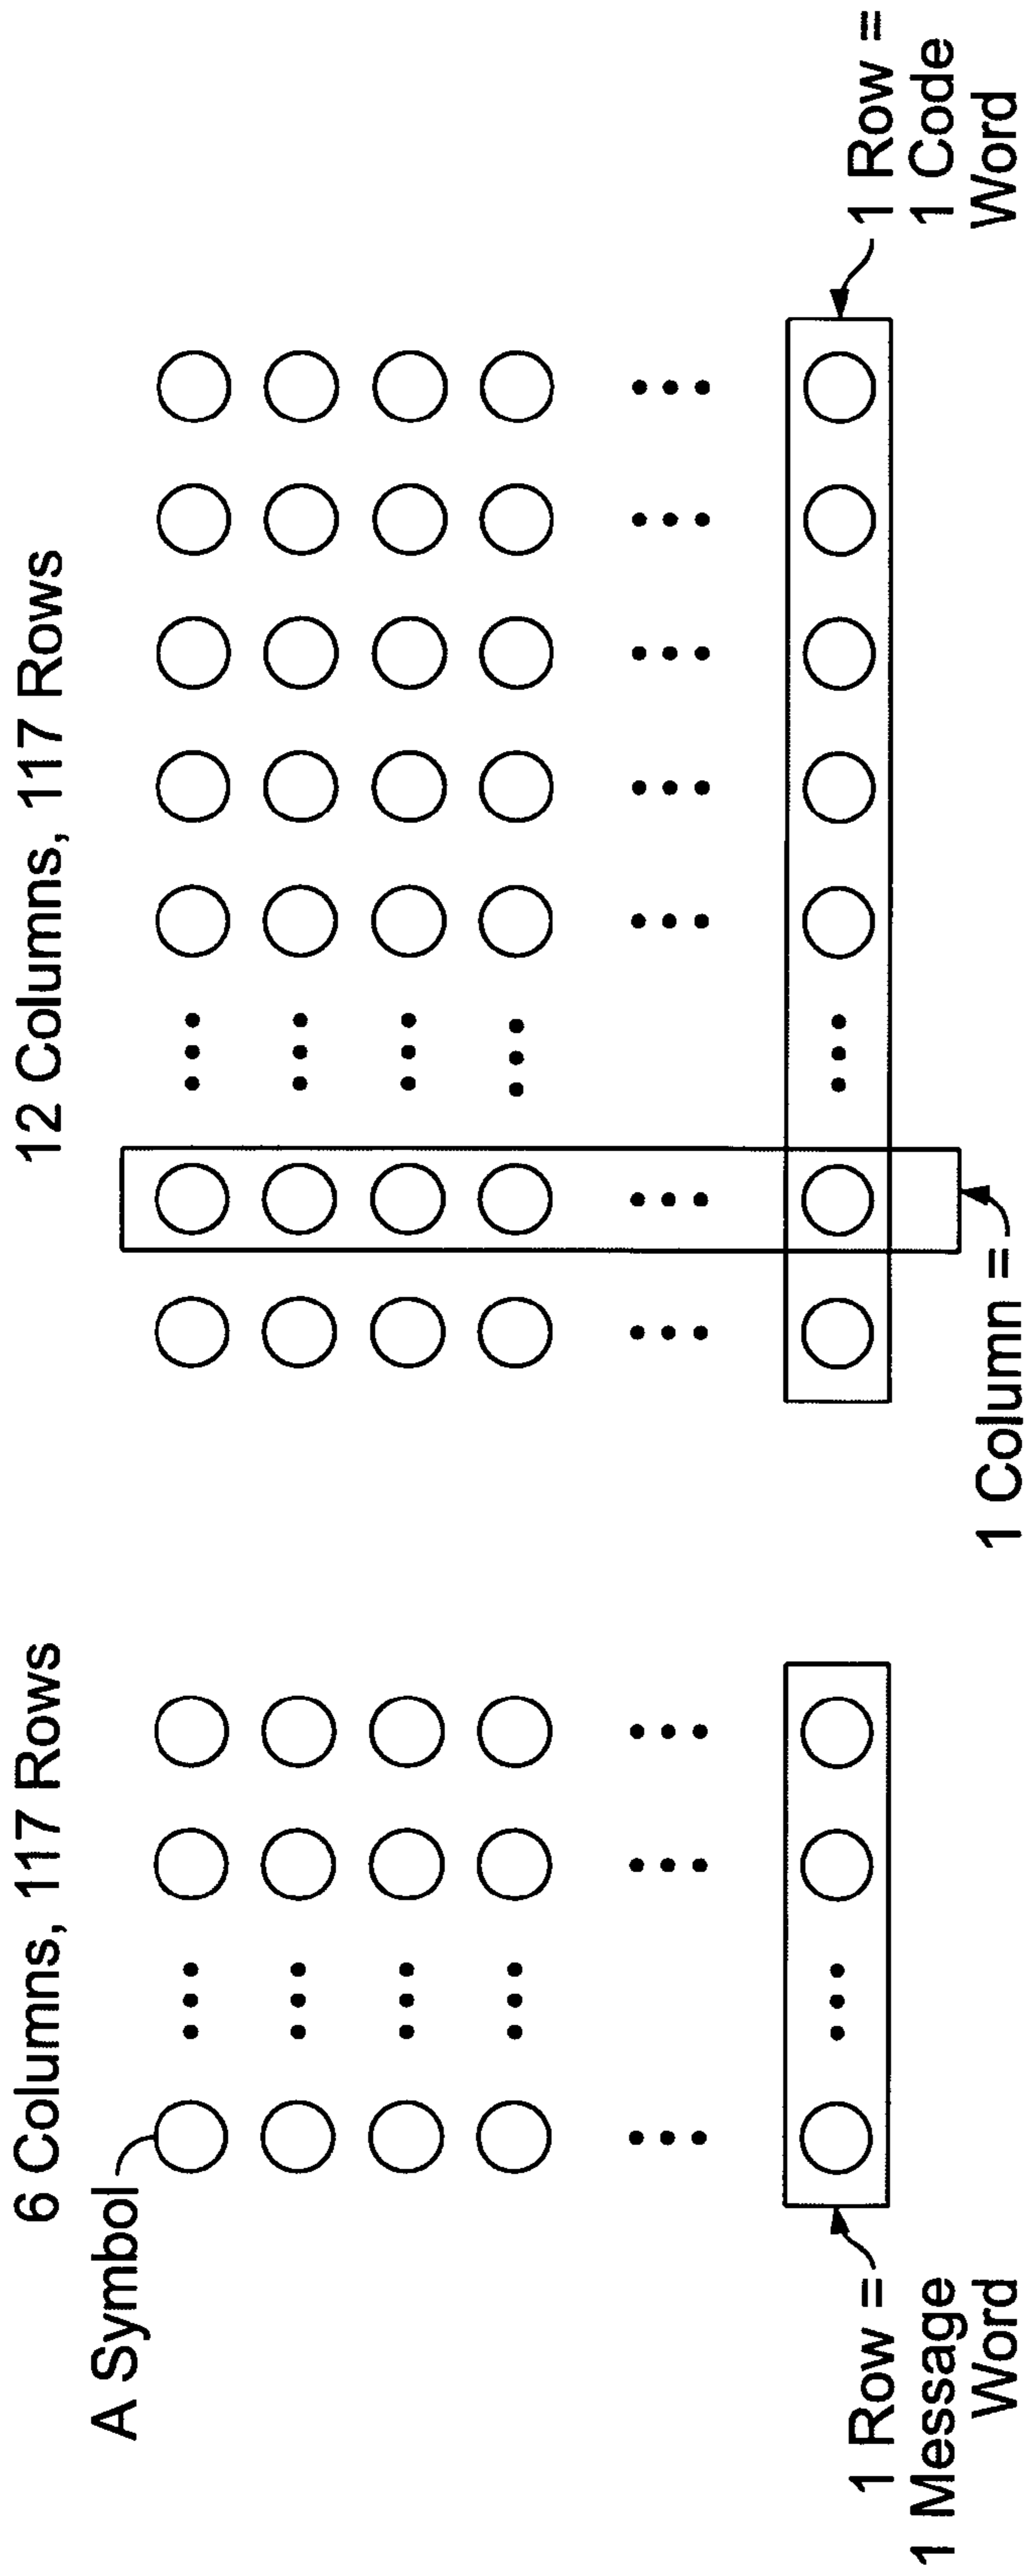 6 Columns, 117 Rows
A Symbol
1 Row =
1 Message
Word
12 Columns, 117 Rows
1 Column =
1 Row =
1 Code
Word